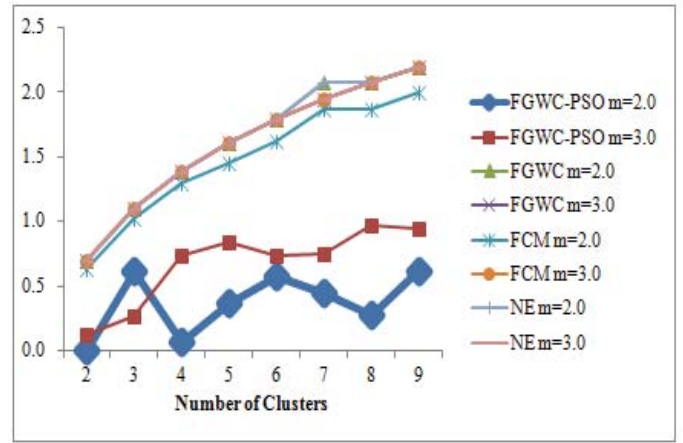 2.5
2.0
1.5
1.0
0.5
0.0
2 3 4 5 6 7 8 9
Number of Clusters
FGWC-PSO m=2.0
FGWC-PSO m=3.0
FGWC m=2.0
FGWC m=3.0
FCM m=2.0
FCM m=3.0
NE m=2.0
NE m=3.0